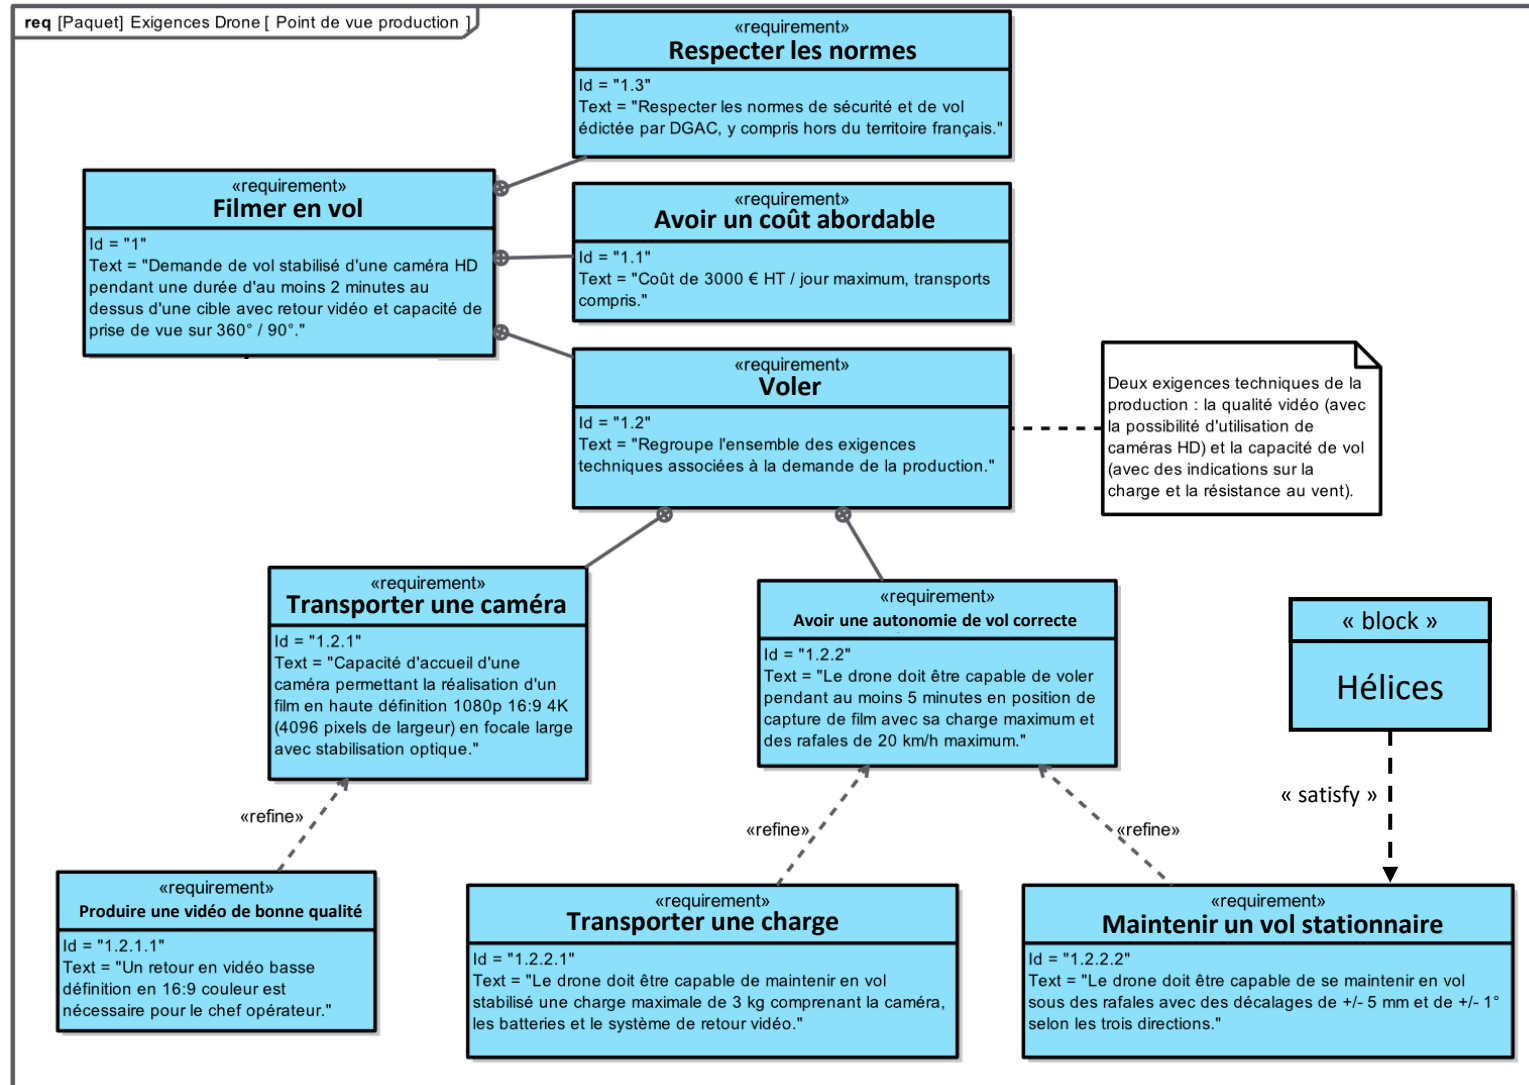 req [Paquet] Exigences Drone [ Point de vue production ]
«requirement»
Respecter les normes
Id = "1.3"
Text = "Respecter les normes de sécurité et de vol
édictée par DGAC, y compris hors du territoire français."
«requirement»
Filmer en vol
Id = "1"
Text = "Demande de vol stabilisé d'une caméra HD
pendant une durée d'au moins 2 minutes au
dessus d'une cible avec retour vidéo et capacité de
prise de vue sur 360° / 90°."
«requirement»
Avoir un coût abordable
Id = "1.1"
Text = "Coût de 3000 € HT / jour maximum, transports
compris."
«requirement»
Voler
Id = "1.2"
Text = "Regroupe l'ensemble des exigences
techniques associées à la demande de la production."
Deux exigences techniques de la
production : la qualité vidéo (avec
la possibilité d'utilisation de
caméras HD) et la capacité de vol
(avec des indications sur la
charge et la résistance au vent).
«requirement»
Transporter une caméra
Id = "1.2.1"
Text = "Capacité d'accueil d'une
caméra permettant la réalisation d'un
film en haute définition 1080p 16:9 4K
(4096 pixels de largeur) en focale large
avec stabilisation optique."
«requirement»
Avoir une autonomie de vol correcte
Id = "1.2.2"
Text = "Le drone doit être capable de voler
pendant au moins 5 minutes en position de
capture de film avec sa charge maximum et
des rafales de 20 km/h maximum."
« block »
Hélices
« satisfy »
«refine»
«refine»
«refine»
«requirement»
Produire une vidéo de bonne qualité
Id = "1.2.1.1"
Text = "Un retour en vidéo basse
définition en 16:9 couleur est
nécessaire pour le chef opérateur."
«requirement»
Transporter une charge
Id = "1.2.2.1"
Text = "Le drone doit être capable de maintenir en vol
stabilisé une charge maximale de 3 kg comprenant la caméra,
les batteries et le système de retour vidéo."
«requirement»
Maintenir un vol stationnaire
Id = "1.2.2.2"
Text = "Le drone doit être capable de se maintenir en vol
sous des rafales avec des décalages de +/- 5 mm et de +/- 1°
selon les trois directions."